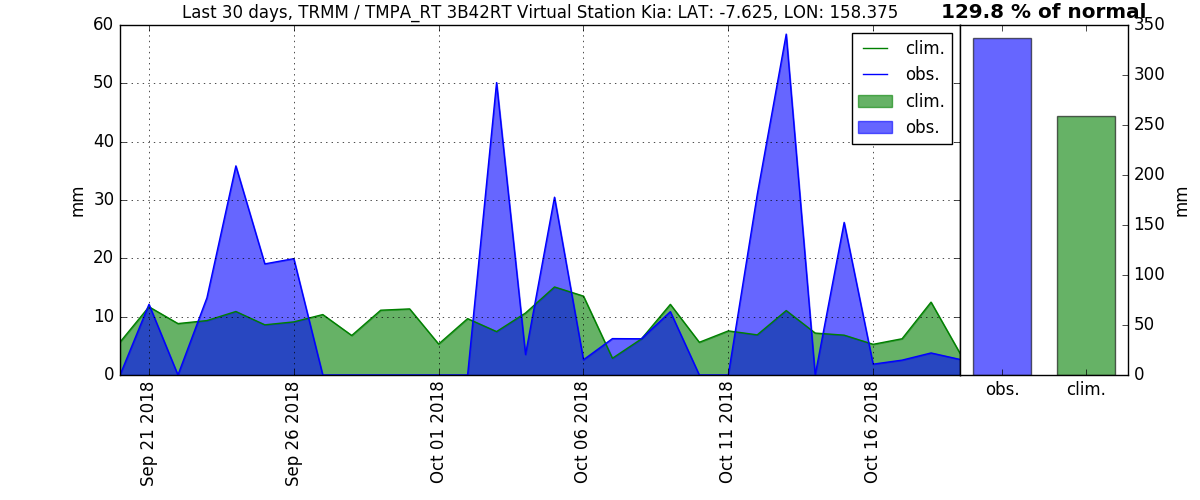 Last 30 days, TRMM / TMPA_RT 3B42RT Virtual Station Kia: LAT: -7.625, LON: 158.375
129.8 % of normal
60
50
40
30
20
10
0
mm
clim.
obs.
clim.
obs.
350
300
250
200
150
100
50
0
mm
obs.
clim.
Sep 21 2018
Sep 26 2018
Oct 01 2018
Oct 06 2018
Oct 11 2018
Oct 16 2018